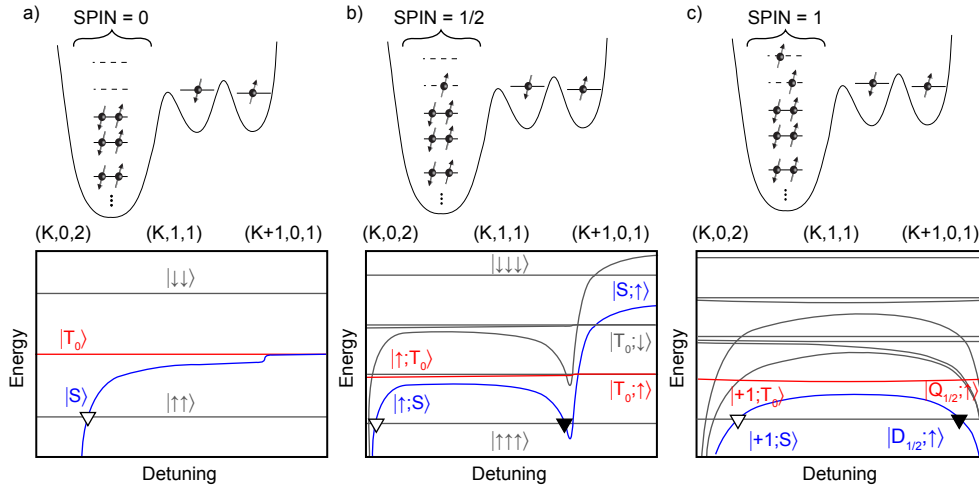 a)
SPIN = 0
b)
SPIN = 1/2
c)
SPIN = 1
(K,0,2) (K,1,1) (K+1,0,1)
(K,0,2) (K,1,1) (K+1,0,1)
(K,0,2) (K,1,1) (K+1,0,1)
Energy
|↓↓⟩
|T₀⟩
|S⟩
|↑↑⟩
Detuning
Energy
|↓↓↓⟩
|S;↑⟩
|T₀;↓⟩
|↑;T₀⟩
|T₀;↑⟩
|↑;S⟩
|↑↑↑⟩
Detuning
Energy
|+1;T₀⟩
|Q₁/₂;↑⟩
|+1;S⟩
|D₁/₂;↑⟩
Detuning